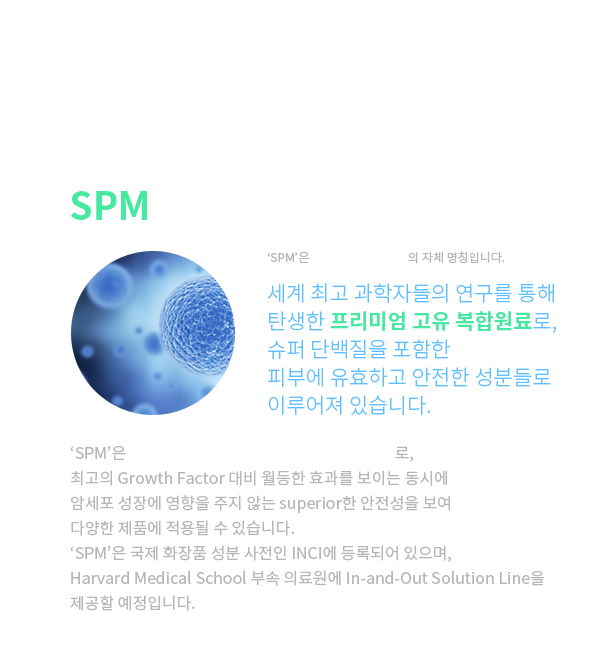 SPM
‘SPM’은 의 자체 명칭입니다.
세계 최고 과학자들의 연구를 통해
탄생한 프리미엄 고유 복합원료로,
슈퍼 단백질을 포함한
피부에 유효하고 안전한 성분들로
이루어져 있습니다.
‘SPM’은 로,
최고의 Growth Factor 대비 월등한 효과를 보이는 동시에
암세포 성장에 영향을 주지 않는 superior한 안전성을 보여
다양한 제품에 적용될 수 있습니다.
‘SPM’은 국제 화장품 성분 사전인 INCI에 등록되어 있으며,
Harvard Medical School 부속 의료원에 In-and-Out Solution Line을
제공할 예정입니다.